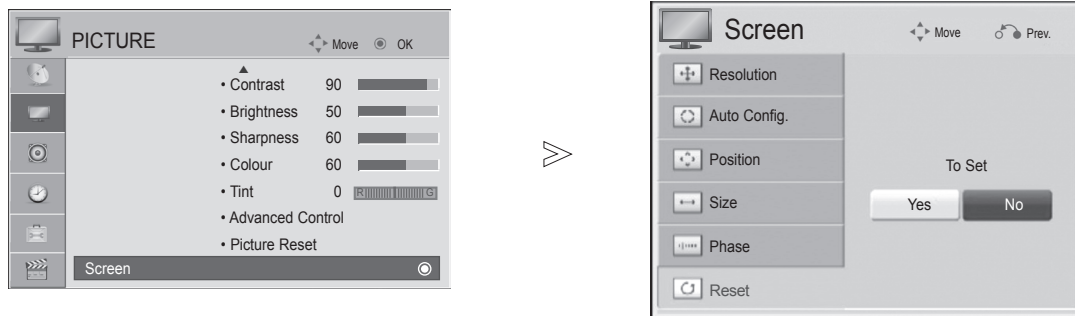 PICTURE Move OK
• Contrast 90
• Brightness 50
• Sharpness 60
• Colour 60
• Tint 0 R G
• Advanced Control
• Picture Reset
Screen
Screen Move Prev.
Resolution
Auto Config.
Position
Size
Phase
Reset
To Set
Yes No